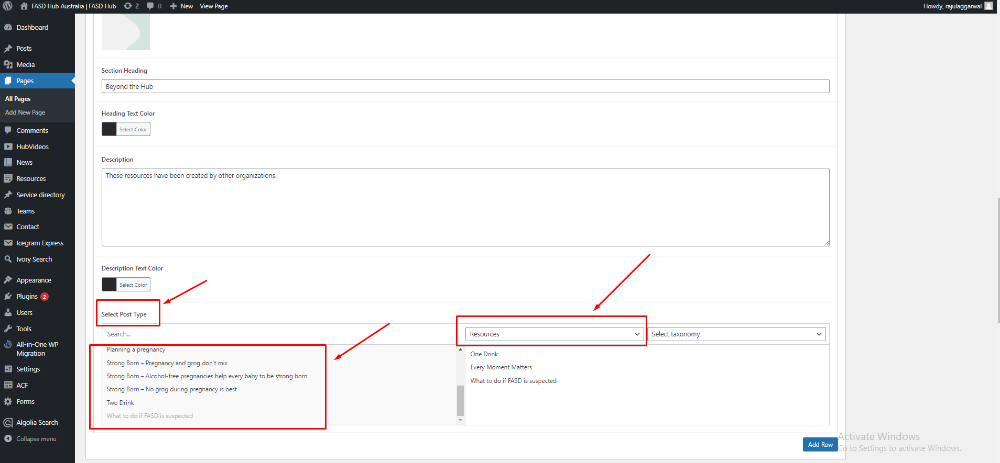 FASD Hub Australia | FASD Hub 2 0 New View Page Howdy, rajulaggarwal
Dashboard
Posts
Media
Pages
All Pages
Add New Page
Comments
HubVideos
News
Resources
Service directory
Teams
Contact
Icegram Express
Ivory Search
Appearance
Plugins 2
Users
Tools
All-in-One WP
Migration
Settings
ACF
Forms
Algolia Search
Collapse menu
Section Heading
Beyond the Hub
Heading Text Color
Select Color
Description
These resources have been created by other organizations.
Description Text Color
Select Color
Select Post Type
Search... Resources Select taxonomy
Planning a pregnancy
Strong Born – Pregnancy and grog don't mix
Strong Born – Alcohol-free pregnancies help every baby to be strong born
Strong Born – No grog during pregnancy is best
Two Drink
What to do if FASD is suspected
One Drink
Every Moment Matters
What to do if FASD is suspected
Add Row
Activate Windows
Go to Settings to activate Windows.